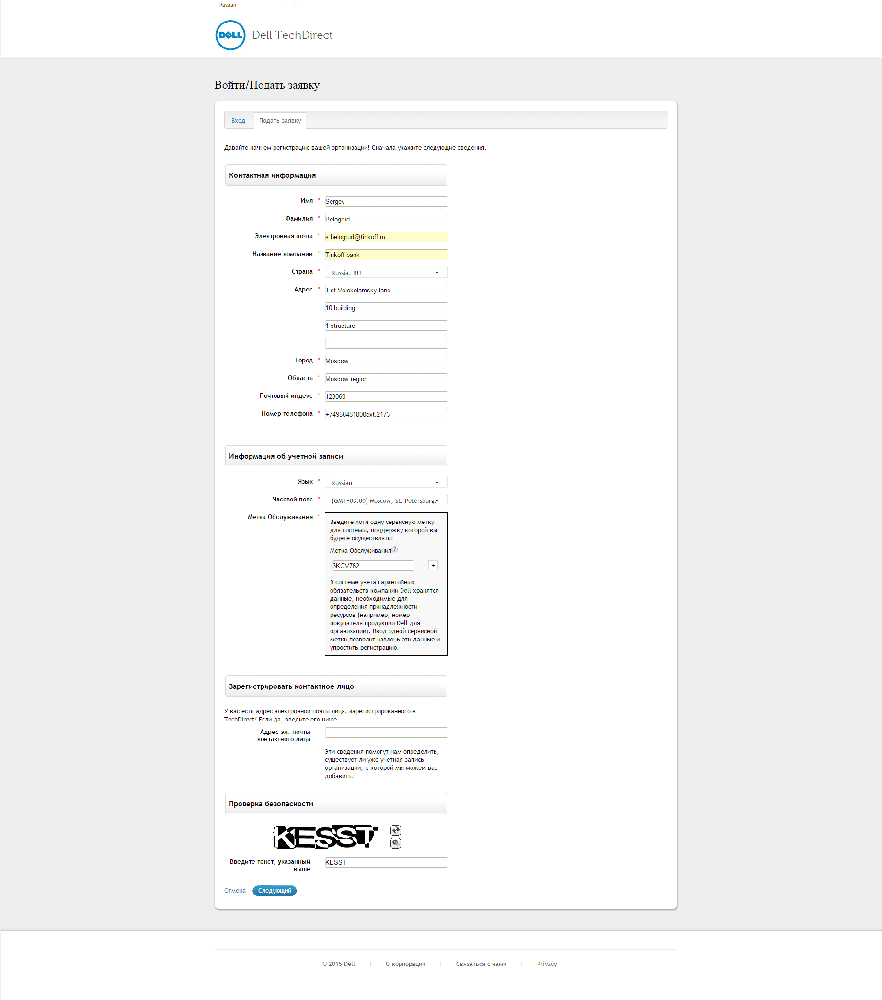 Russian
DELL Dell TechDirect
Войти/Подать заявку
Вход Подать заявку
Давайте начнем регистрацию вашей организации! Сначала укажите следующие сведения.
Контактная информация
Имя * Sergey
Фамилия * Belogrud
Электронная почта * s.belogrud@tinkoff.ru
Название компании * Tinkoff bank
Страна * Russia, RU
Адрес * 1-st Volokolamsky lane
10 building
1 structure
Город * Moscow
Область * Moscow region
Почтовый индекс * 123060
Номер телефона * +74956481000ext.2173
Информация об учетной записи
Язык * Russian
Часовой пояс * (GMT+03:00) Moscow, St. Petersburg,
Метка Обслуживания *
Введите хотя одну сервисную метку
для системы, поддержку которой вы
будете осуществлять:
Метка Обслуживания ?
3KCV762 +
В системе учета гарантийных
обязательств компании Dell хранятся
данные, необходимые для
определения принадлежности
ресурсов (например, номер
покупателя продукции Dell для
организации). Ввод одной сервисной
метки позволит извлечь эти данные и
упростить регистрацию.
Зарегистрировать контактное лицо
У вас есть адрес электронной почты лица, зарегистрированного в
TechDirect? Если да, введите его ниже.
Адрес эл. почты
контактного лица
Эти сведения помогут нам определить,
существует ли уже учетная запись
организации, к которой мы можем вас
добавить.
Проверка безопасности
KESST
Введите текст, указанный
выше
KESST
Отмена Следующий
© 2015 Dell | О корпорации | Связаться с нами | Privacy